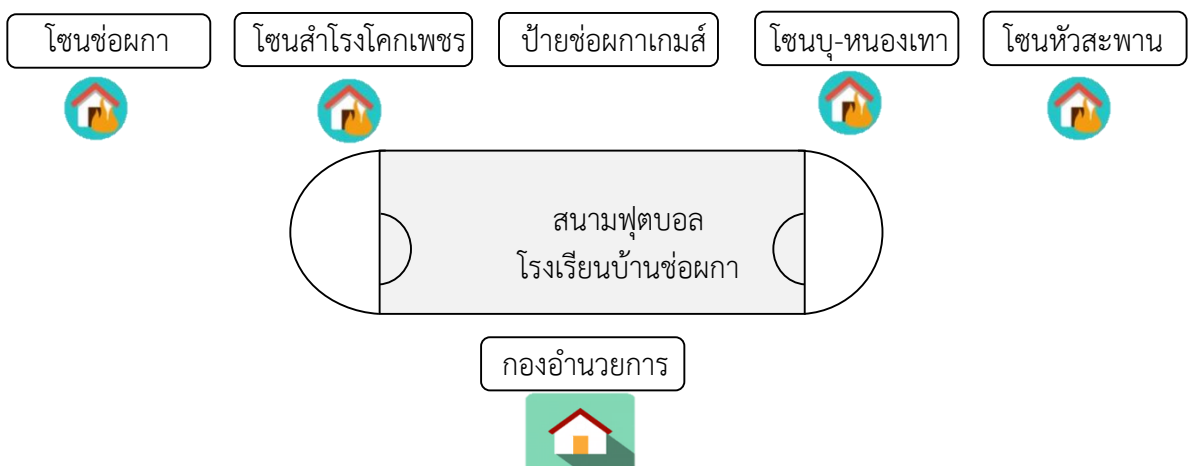 โซนช่อผกา
โซนสำโรงโคกเพชร
ป้ายช่อผกาเกมส์
โซนบุ-หนองเทา
โซนหัวสะพาน
สนามฟุตบอล
โรงเรียนบ้านช่อผกา
กองอำนวยการ